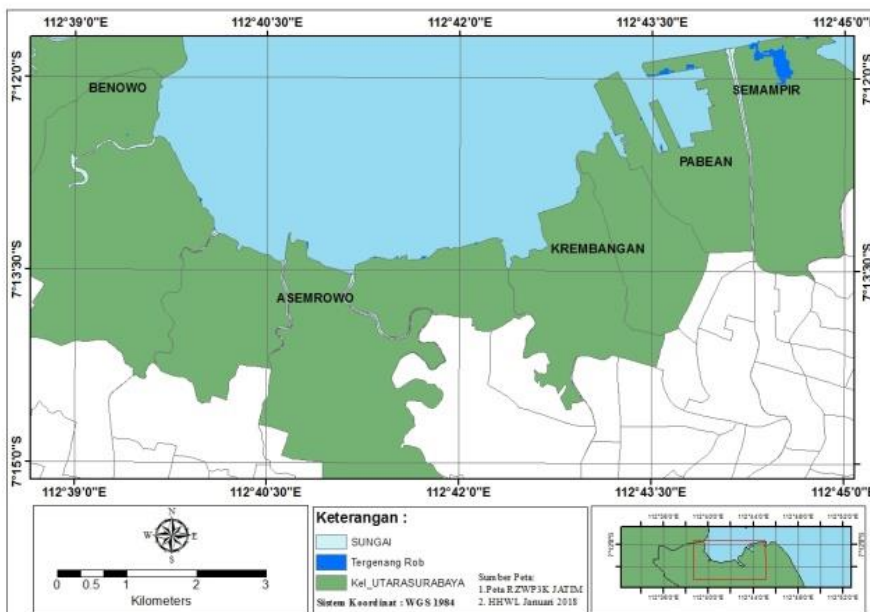 112°39'0"E 112°40'30"E 112°42'0"E 112°43'30"E 112°45'0"E
7°12'0"S 7°12'0"S
BENOWO
SEMAMPIR
PABEAN
KREMBANGAN
7°13'30"S 7°13'30"S
ASEMROWO
7°15'0"S 7°15'0"S
112°39'0"E 112°40'30"E 112°42'0"E 112°43'30"E 112°45'0"E
N
W E
S
0 0.5 1 2 3
Kilometers
Keterangan :
SUNGAI
Tergenang Rob
Kel_UTARASURABAYA
Sistem Koordinat : WGS 1984
Sumber Peta:
1.Peta RZWP3K JATIM
2. HHWL Januari 2018